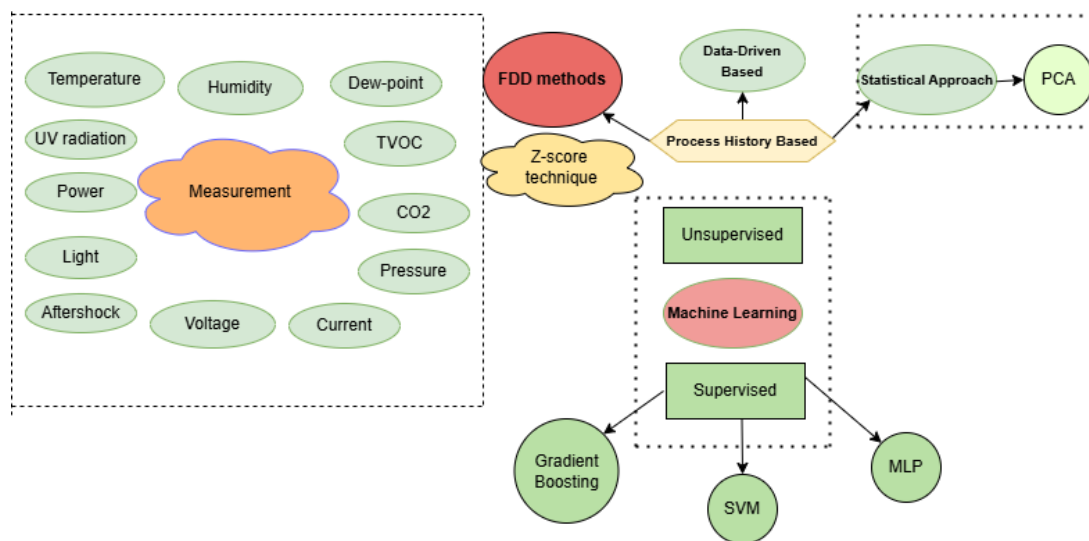 Temperature
Humidity
Dew-point
UV radiation
TVOC
Power
Measurement
CO2
Light
Pressure
Aftershock
Voltage
Current
FDD methods
Data-Driven
Based
Statistical Approach
PCA
Process History Based
Z-score
technique
Unsupervised
Machine Learning
Supervised
Gradient
Boosting
SVM
MLP